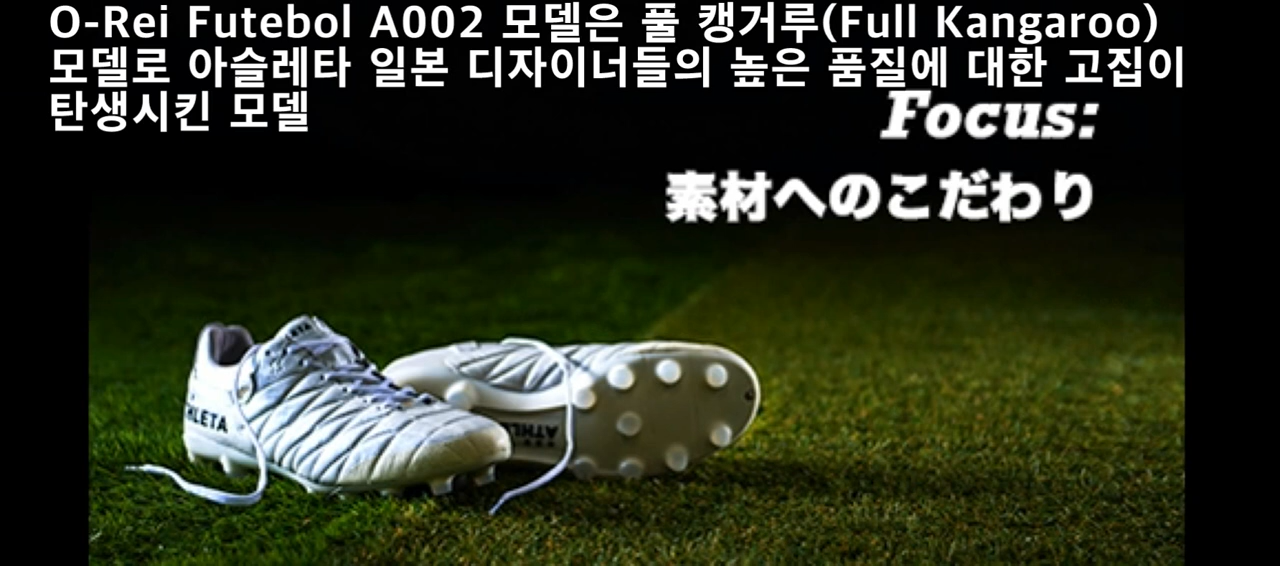 O-Rei Futebol A002 모델은 풀 캥거루(Full Kangaroo)
모델로 아슬레타 일본 디자이너들의 높은 품질에 대한 고집이
탄생시킨 모델
Focus:
素材へのこだわり
HLETA